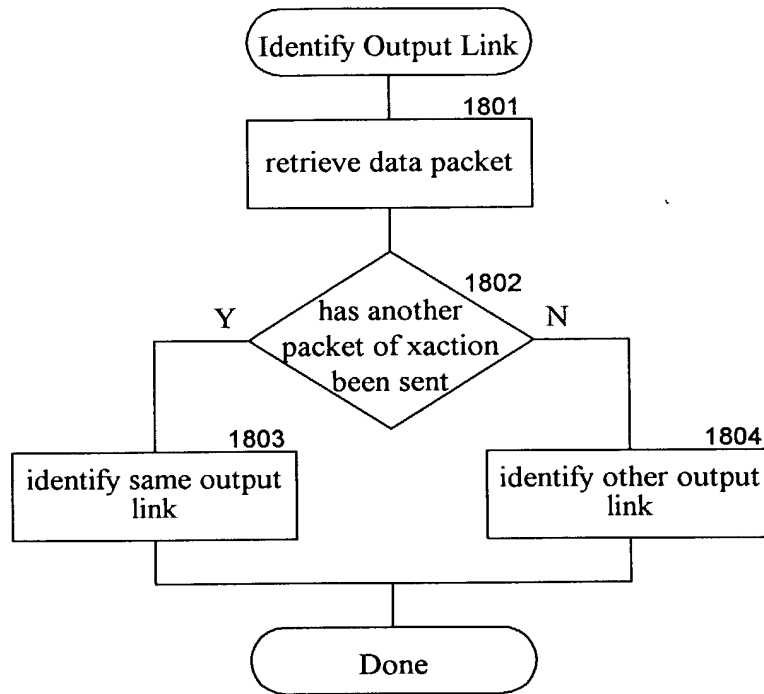 Identify Output Link
1801
retrieve data packet
1802
Y
N
has another
packet of xaction
been sent
1803
1804
identify same output
link
identify other output
link
Done